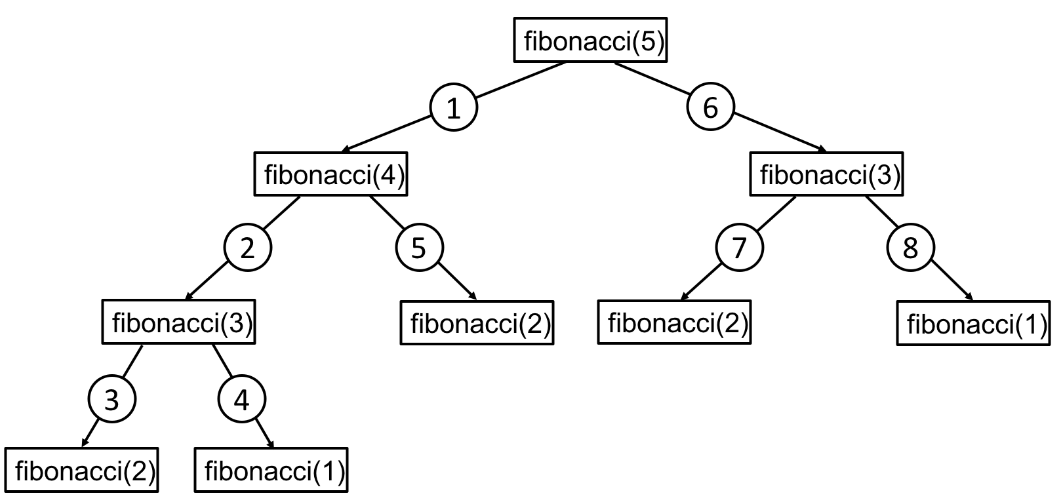 fibonacci(5)
1
6
fibonacci(4)
fibonacci(3)
2
5
7
8
fibonacci(3)
fibonacci(2)
fibonacci(2)
fibonacci(1)
3
4
fibonacci(2)
fibonacci(1)